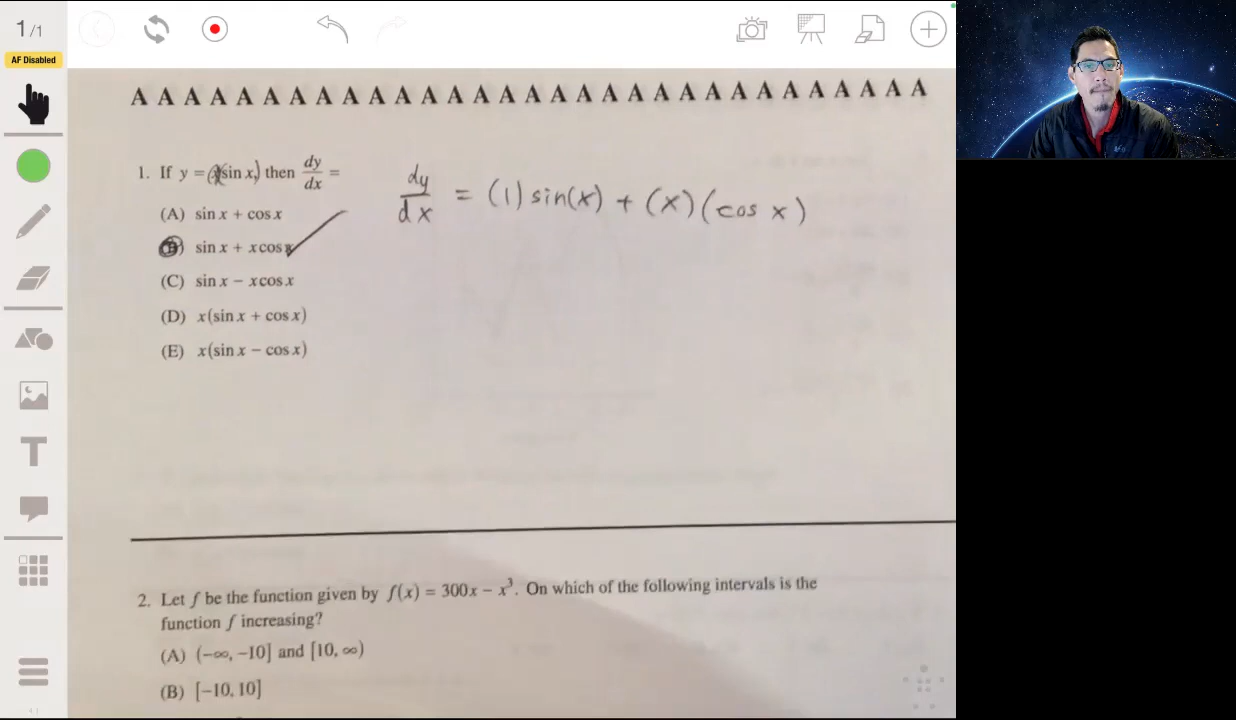 1/1
AF Disabled
A A A A A A A A A A A A A A A A A A A A A A A A A A A A A A A
1. If y = (x)(sin x), then dy/dx =
dy/dx = (1) sin(x) + (x)(cos x)
(A) sin x + cos x
(B) sin x + x cos x
(C) sin x − x cos x
(D) x(sin x + cos x)
(E) x(sin x − cos x)
T
2. Let f be the function given by f(x) = 300x − x³. On which of the following intervals is the
function f increasing?
(A) (−∞, −10] and [10, ∞)
(B) [−10, 10]